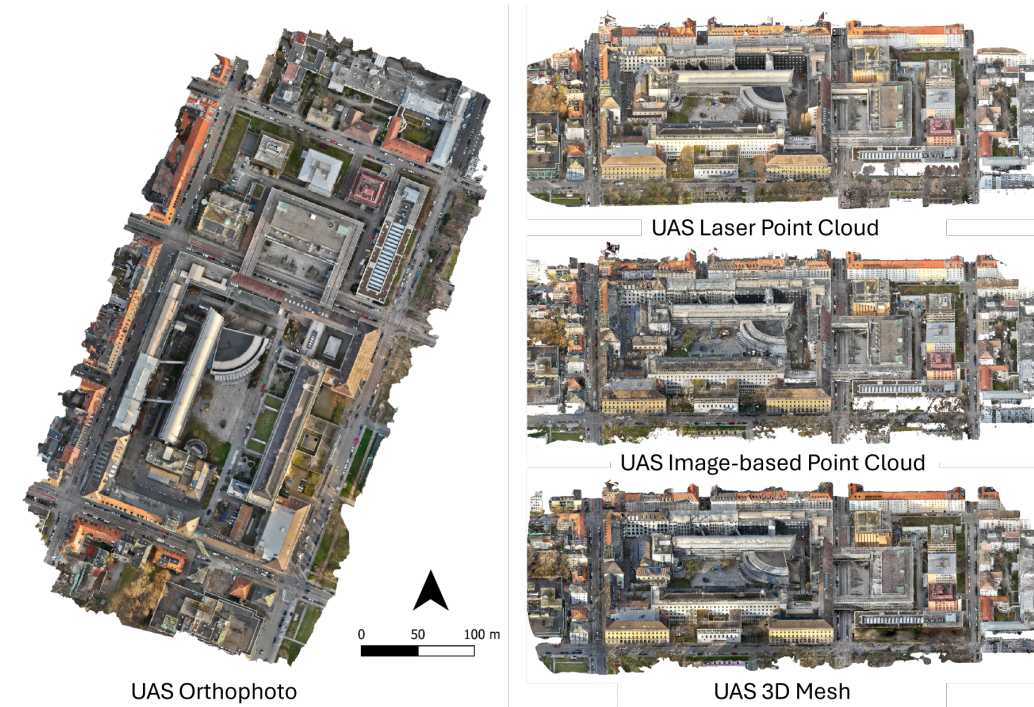 0 50 100 m
UAS Orthophoto
UAS Laser Point Cloud
UAS Image-based Point Cloud
UAS 3D Mesh